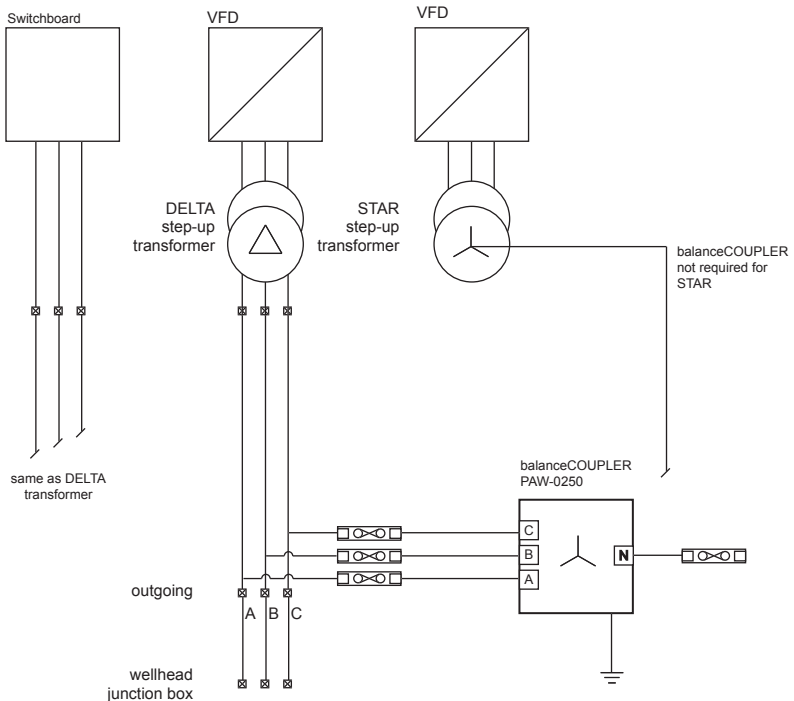 Switchboard
VFD
VFD
DELTA
step-up
transformer
STAR
step-up
transformer
balanceCOUPLER
not required for
STAR
same as DELTA
transformer
balanceCOUPLER
PAW-0250
C
B
N
A
outgoing
A B C
wellhead
junction box